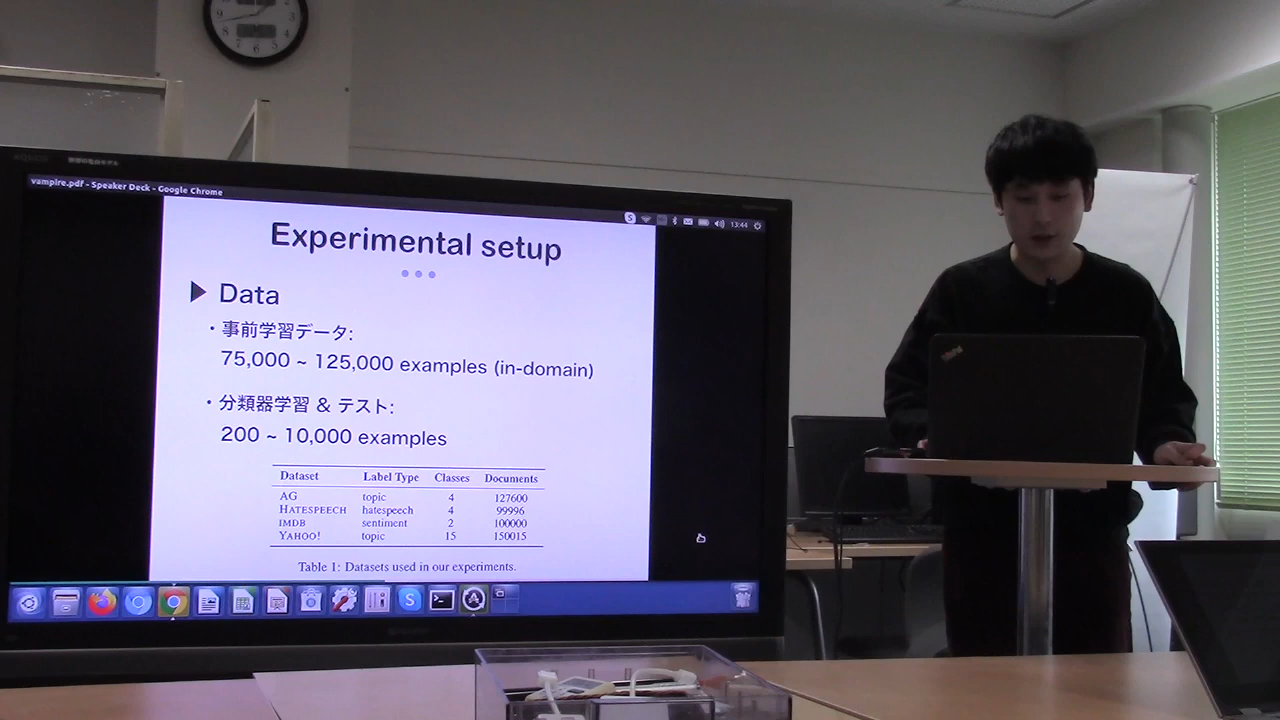 vampire.pdf - Speaker Deck - Google Chrome
13:44
Experimental setup
Data
・事前学習データ:
75,000 ~ 125,000 examples (in-domain)
・分類器学習 & テスト:
200 ~ 10,000 examples
Dataset Label Type Classes Documents
AG topic 4 127600
HATESPEECH hatespeech 4 99996
IMDB sentiment 2 100000
YAHOO! topic 15 150015
Table 1: Datasets used in our experiments.